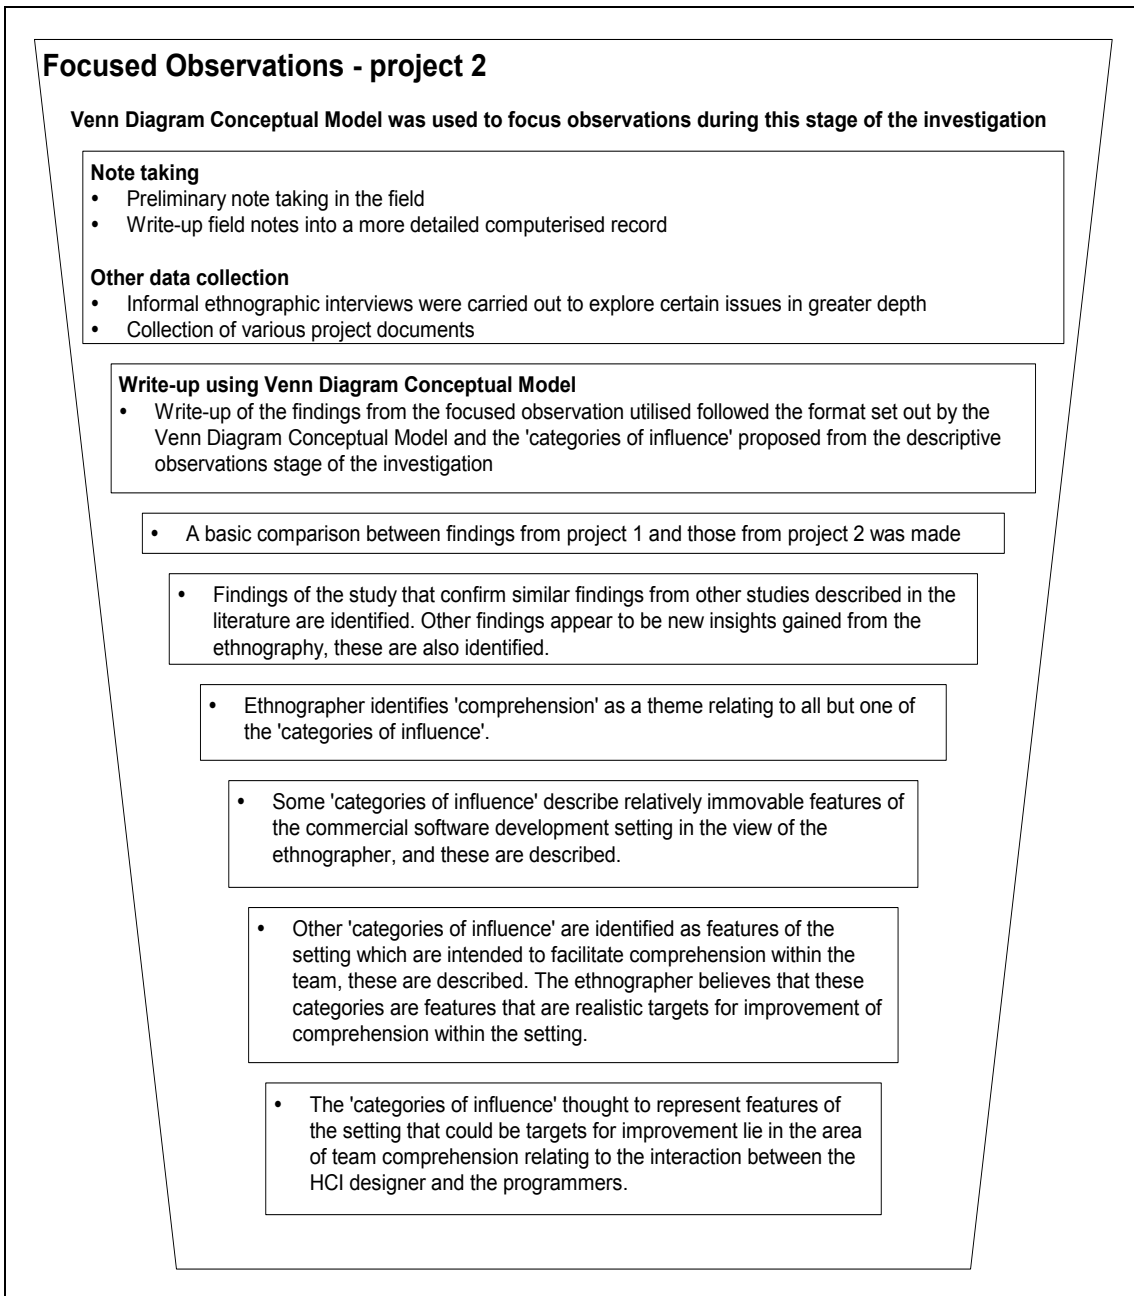 Focused Observations - project 2
Venn Diagram Conceptual Model was used to focus observations during this stage of the investigation
Note taking
• Preliminary note taking in the field
• Write-up field notes into a more detailed computerised record
Other data collection
• Informal ethnographic interviews were carried out to explore certain issues in greater depth
• Collection of various project documents
Write-up using Venn Diagram Conceptual Model
• Write-up of the findings from the focused observation utilised followed the format set out by the
Venn Diagram Conceptual Model and the 'categories of influence' proposed from the descriptive
observations stage of the investigation
• A basic comparison between findings from project 1 and those from project 2 was made
• Findings of the study that confirm similar findings from other studies described in the
literature are identified. Other findings appear to be new insights gained from the
ethnography, these are also identified.
• Ethnographer identifies 'comprehension' as a theme relating to all but one of
the 'categories of influence'.
• Some 'categories of influence' describe relatively immovable features of
the commercial software development setting in the view of the
ethnographer, and these are described.
• Other 'categories of influence' are identified as features of the
setting which are intended to facilitate comprehension within the
team, these are described. The ethnographer believes that these
categories are features that are realistic targets for improvement of
comprehension within the setting.
• The 'categories of influence' thought to represent features of
the setting that could be targets for improvement lie in the area
of team comprehension relating to the interaction between the
HCI designer and the programmers.